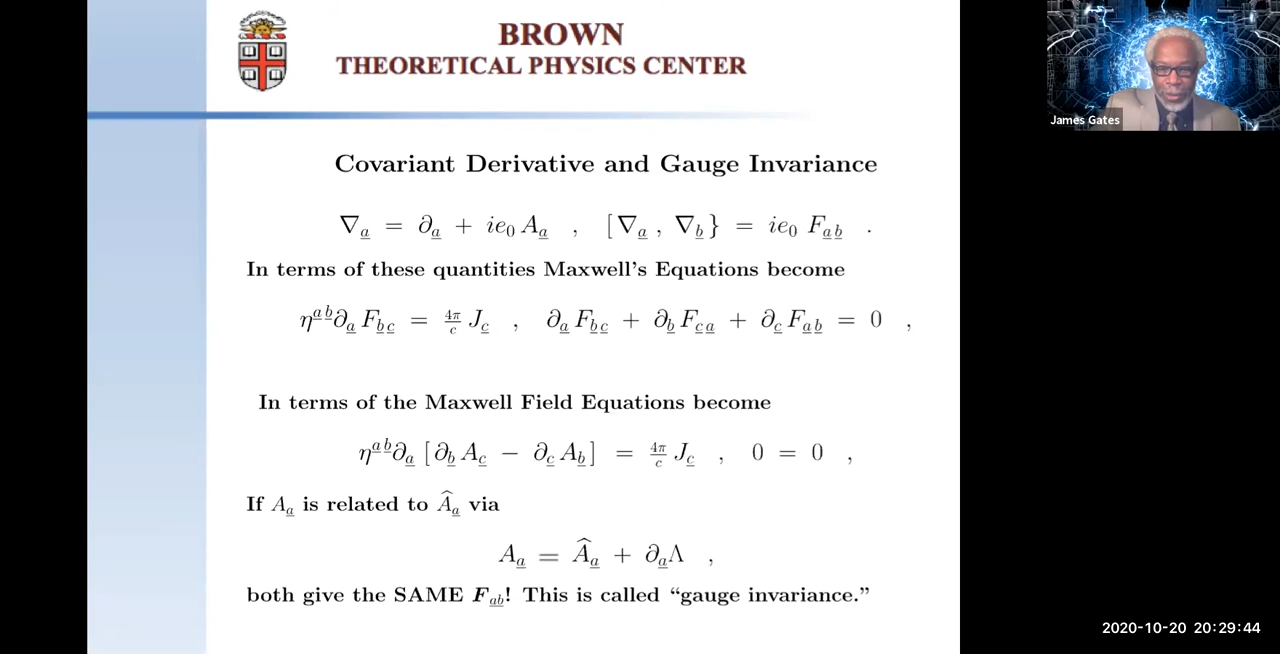 BROWN
THEORETICAL PHYSICS CENTER
James Gates
Covariant Derivative and Gauge Invariance
∇_a = ∂_a + ie₀ A_a , [ ∇_a , ∇_b } = ie₀ F_ab .
In terms of these quantities Maxwell's Equations become
η^ab ∂_a F_bc = 4π/c J_c , ∂_a F_bc + ∂_b F_ca + ∂_c F_ab = 0 ,
In terms of the Maxwell Field Equations become
η^ab ∂_a [ ∂_b A_c − ∂_c A_b ] = 4π/c J_c , 0 = 0 ,
If A_a is related to Â_a via
A_a = Â_a + ∂_a Λ ,
both give the SAME F_ab! This is called “gauge invariance.”
2020-10-20 20:29:44